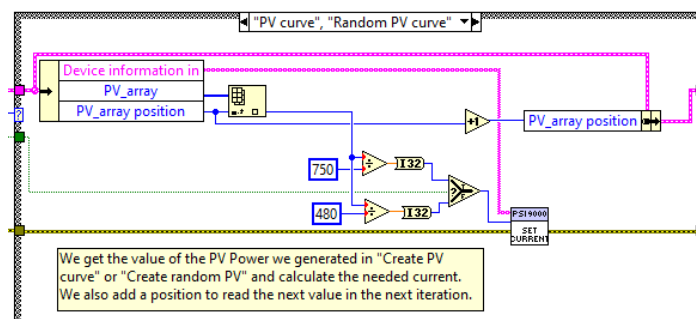 "PV curve", "Random PV curve"
Device information in
PV_array
PV_array position
+1
PV_array position
?
750
÷
I32
480
÷
I32
?
F
PSI9000
SET
CURRENT
We get the value of the PV Power we generated in "Create PV
curve" or "Create random PV" and calculate the needed current.
We also add a position to read the next value in the next iteration.